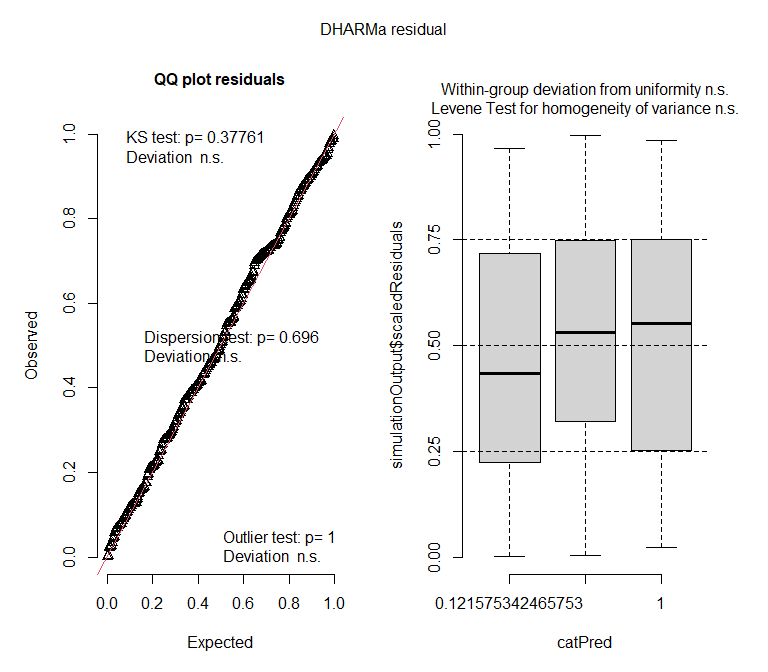 DHARMa residual
QQ plot residuals
KS test: p= 0.37761
Deviation n.s.
Dispersion test: p= 0.696
Deviation n.s.
Outlier test: p= 1
Deviation n.s.
Observed
0.0 0.2 0.4 0.6 0.8 1.0
0.0 0.2 0.4 0.6 0.8 1.0
Expected
Within-group deviation from uniformity n.s.
Levene Test for homogeneity of variance n.s.
simulationOutput$scaledResiduals
0.00 0.25 0.50 0.75 1.00
0.121575342465753 1
catPred